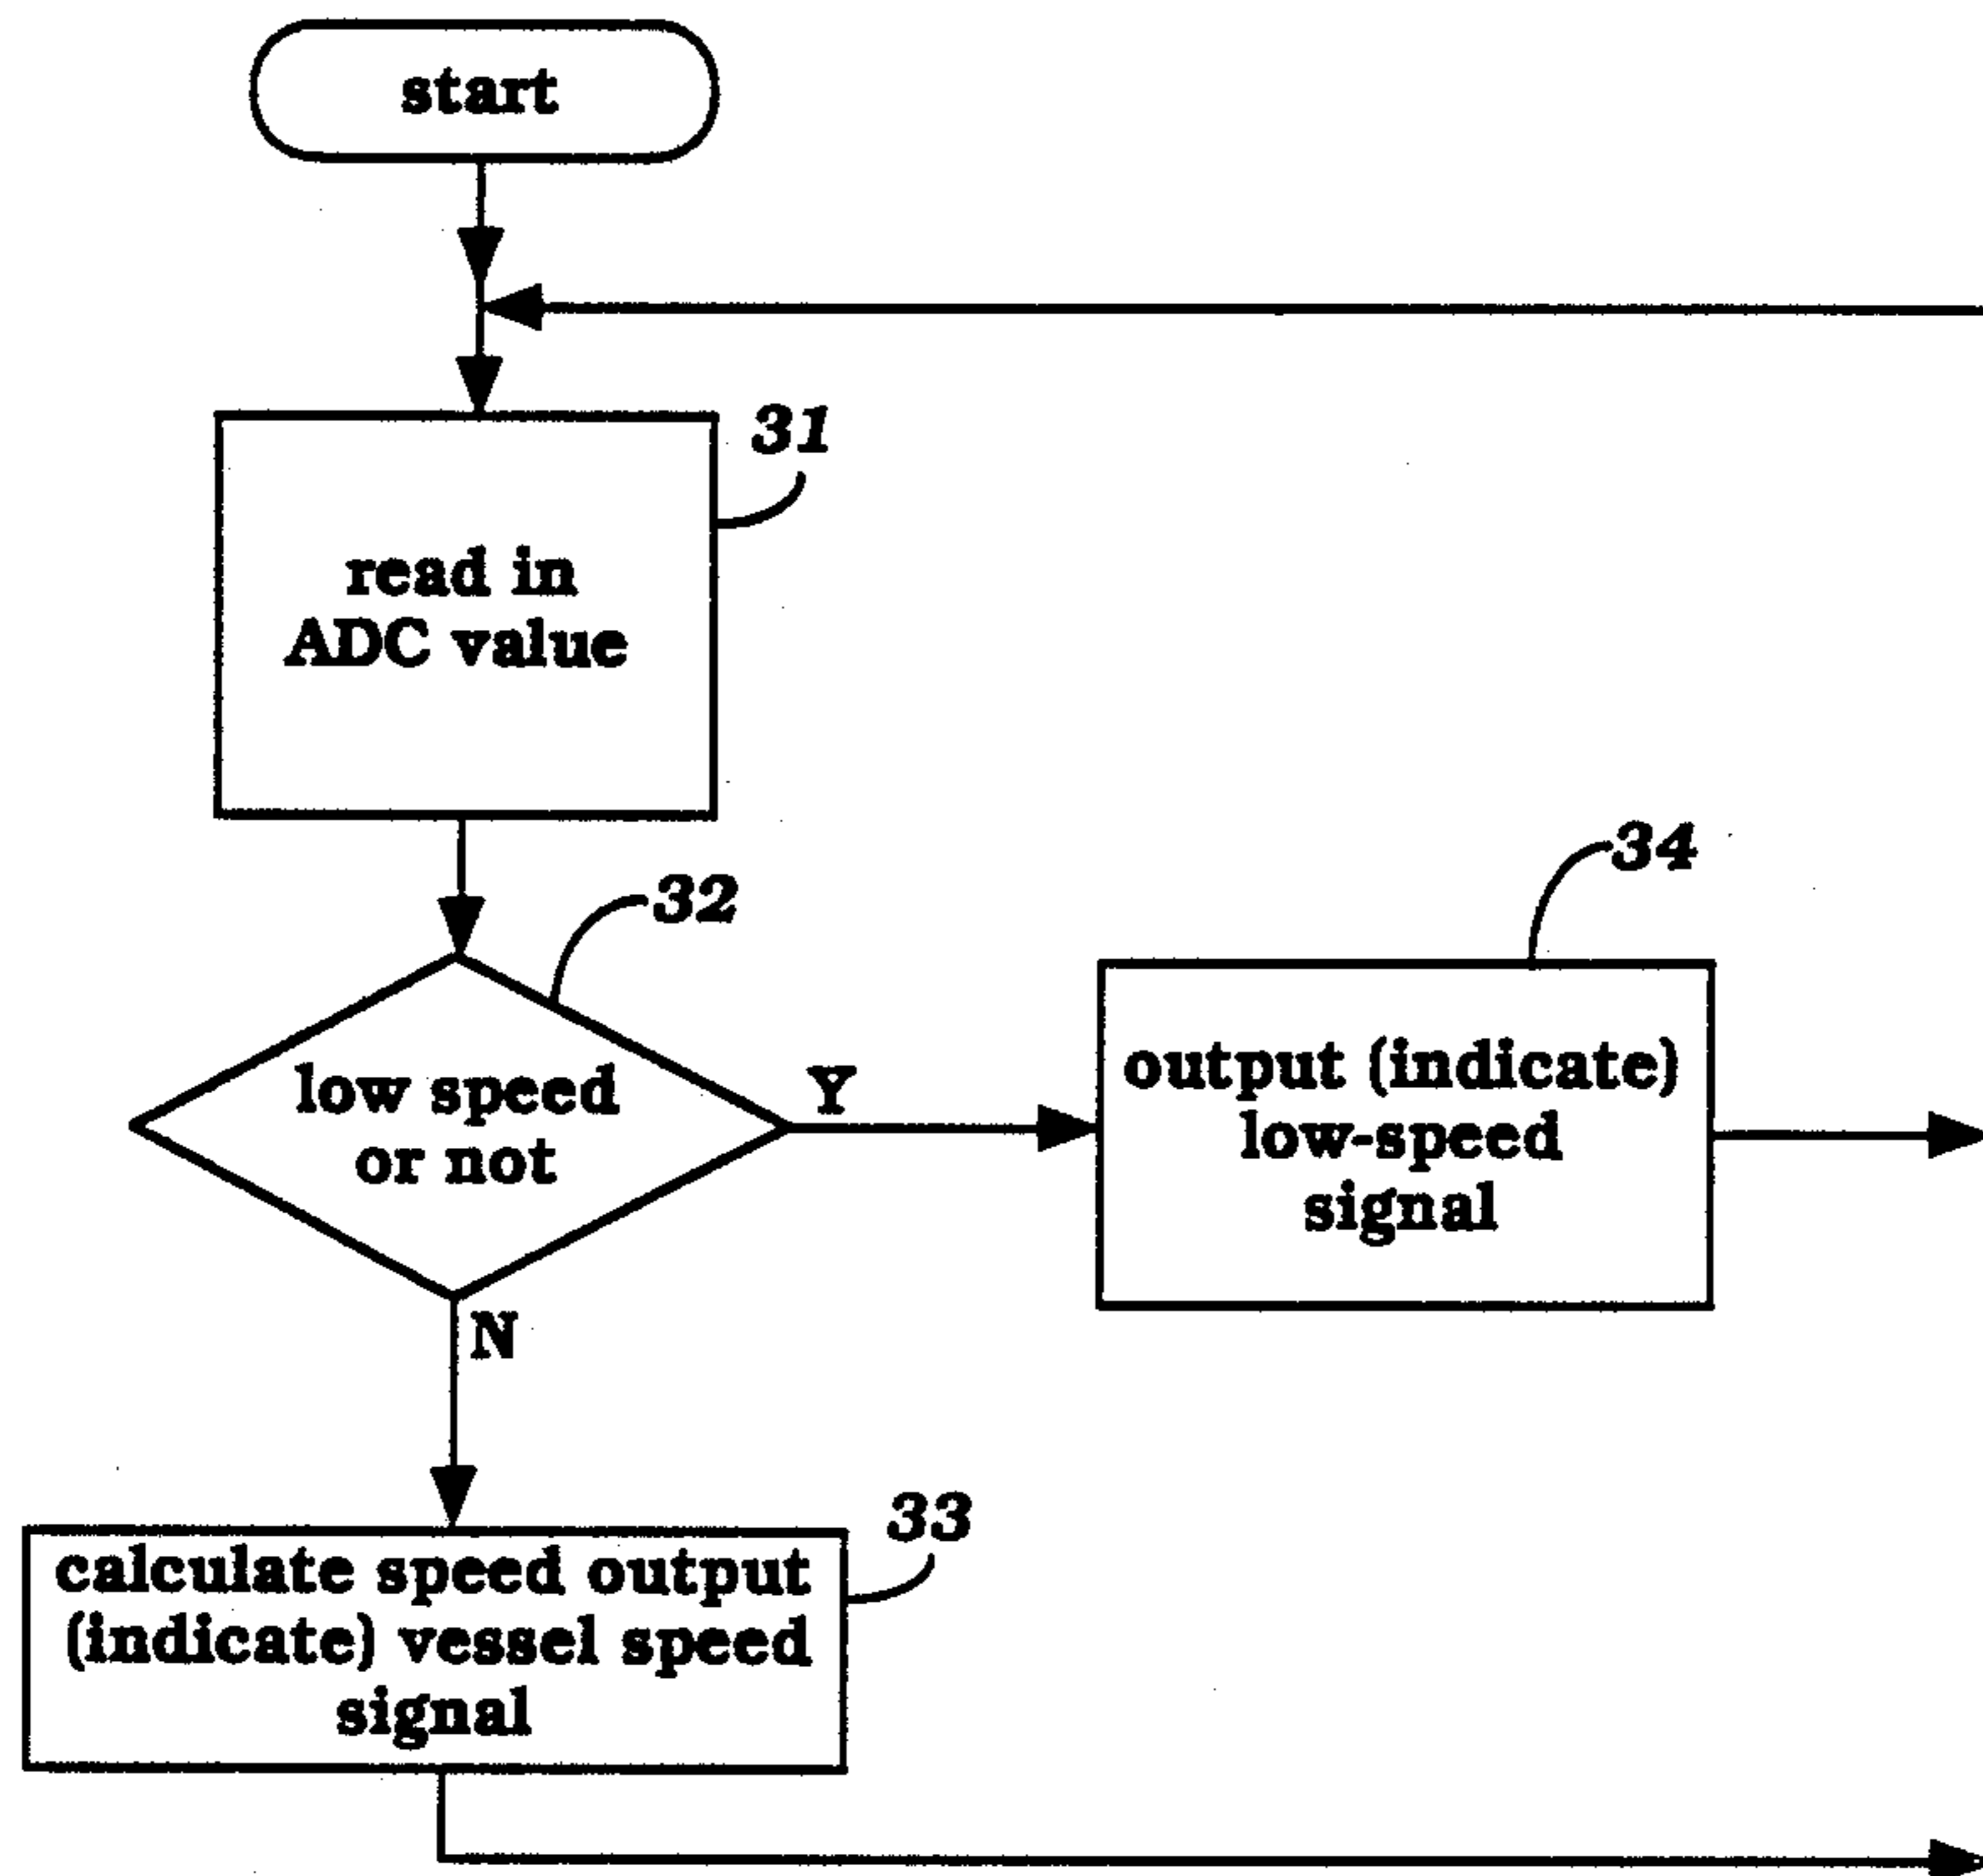 start
31
read in
ADC value
32
low speed
or not
Y
34
output (indicate)
low-speed
signal
N
33
calculate speed output
(indicate) vessel speed
signal